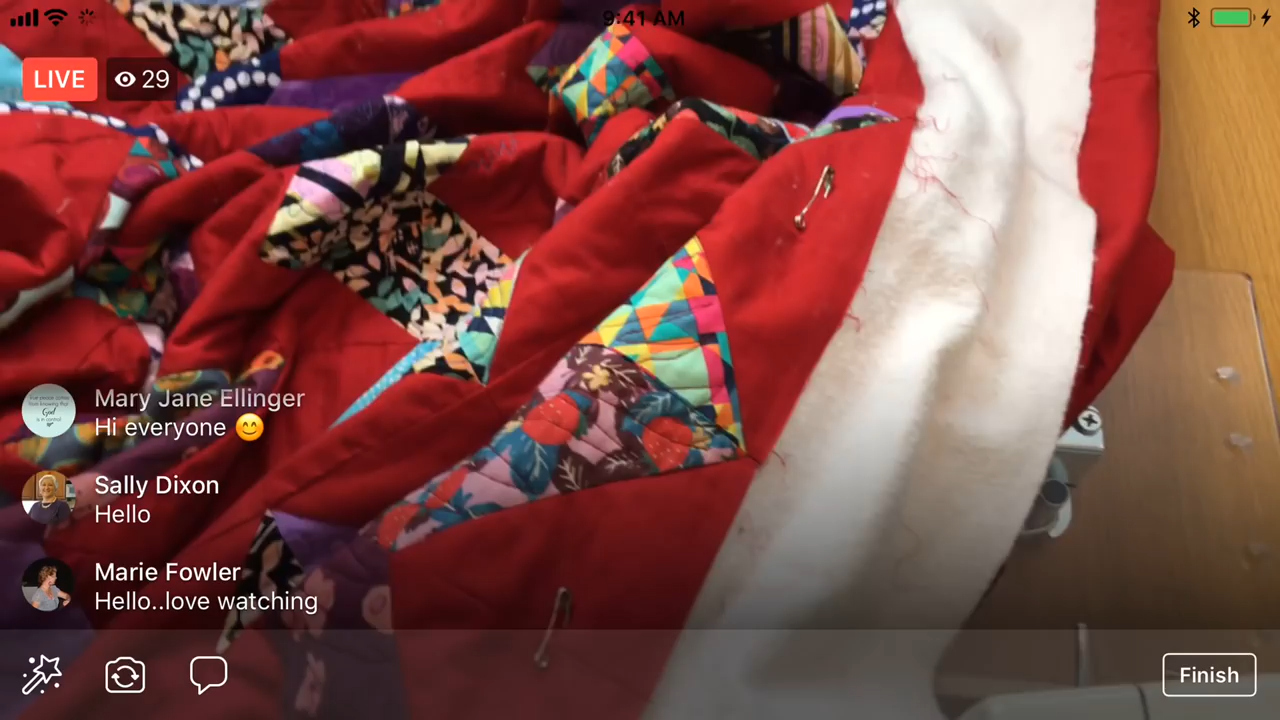 9:41 AM
LIVE 29
Mary Jane Ellinger
Hi everyone 😊
Sally Dixon
Hello
Marie Fowler
Hello..love watching
Finish